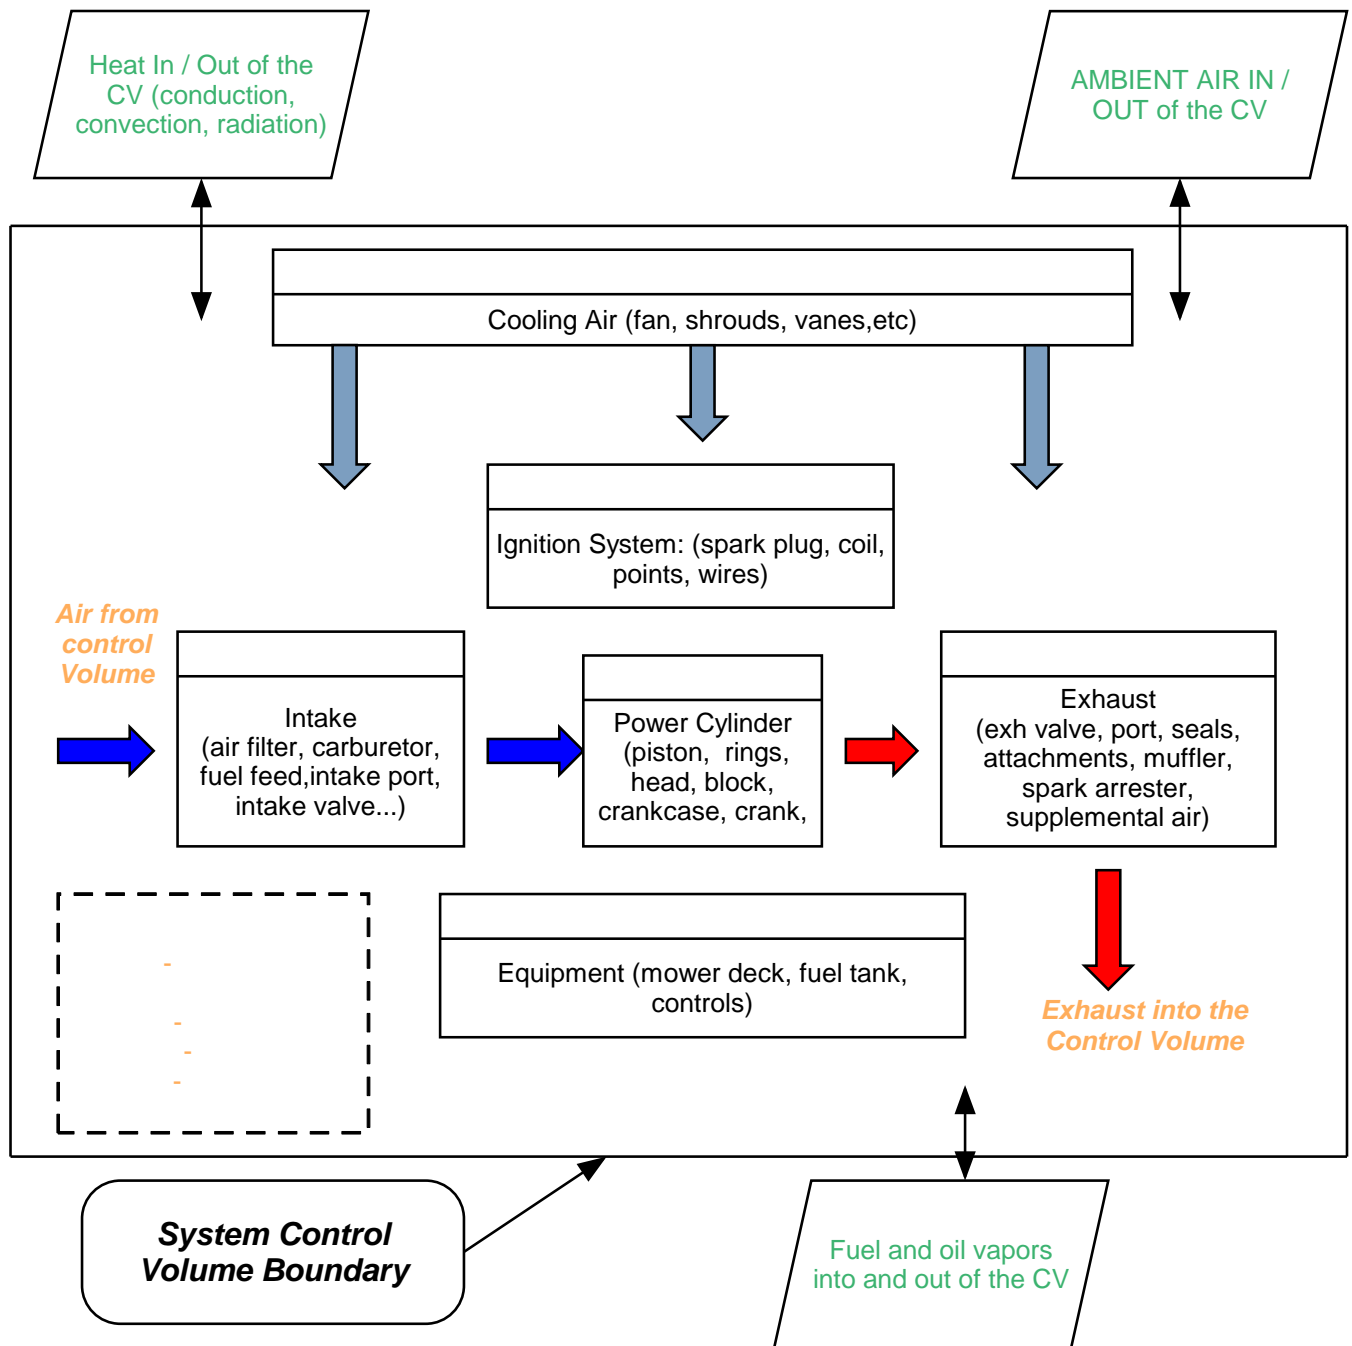 Heat In / Out of the
CV (conduction,
convection, radiation)
AMBIENT AIR IN /
OUT of the CV
Cooling Air (fan, shrouds, vanes,etc)
Ignition System: (spark plug, coil,
points, wires)
Air from
control
Volume
Intake
(air filter, carburetor,
fuel feed,intake port,
intake valve...)
Power Cylinder
(piston,  rings,
head, block,
crankcase, crank,
Exhaust
(exh valve, port, seals,
attachments, muffler,
spark arrester,
supplemental air)
-
-
-
-
Equipment (mower deck, fuel tank,
controls)
Exhaust into the
Control Volume
System Control
Volume Boundary
Fuel and oil vapors
into and out of the CV